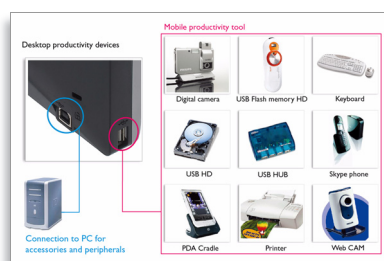 Mobile productivity tool
Desktop productivity devices
Digital camera
USB Flash memory HD
Keyboard
USB HD
USB HUB
Skype phone
PDA Cradle
Printer
Web CAM
Connection to PC for
accessories and peripherals